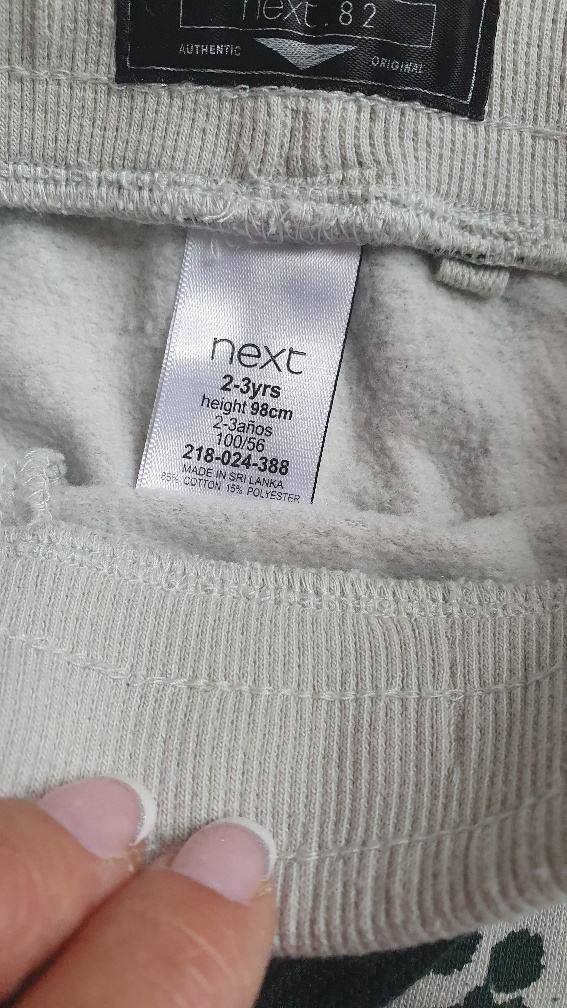 next.82
AUTHENTIC
ORIGINAL
next
2-3yrs
height 98cm
2-3años
100/56
218-024-388
MADE IN SRI LANKA
85% COTTON 15% POLYESTER